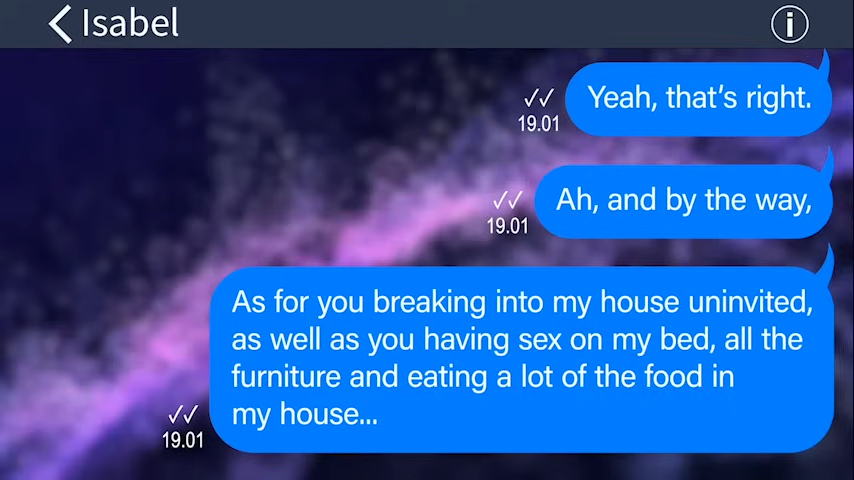 Isabel
Yeah, that's right.
19.01
Ah, and by the way,
19.01
As for you breaking into my house uninvited,
as well as you having sex on my bed, all the
furniture and eating a lot of the food in
my house...
19.01